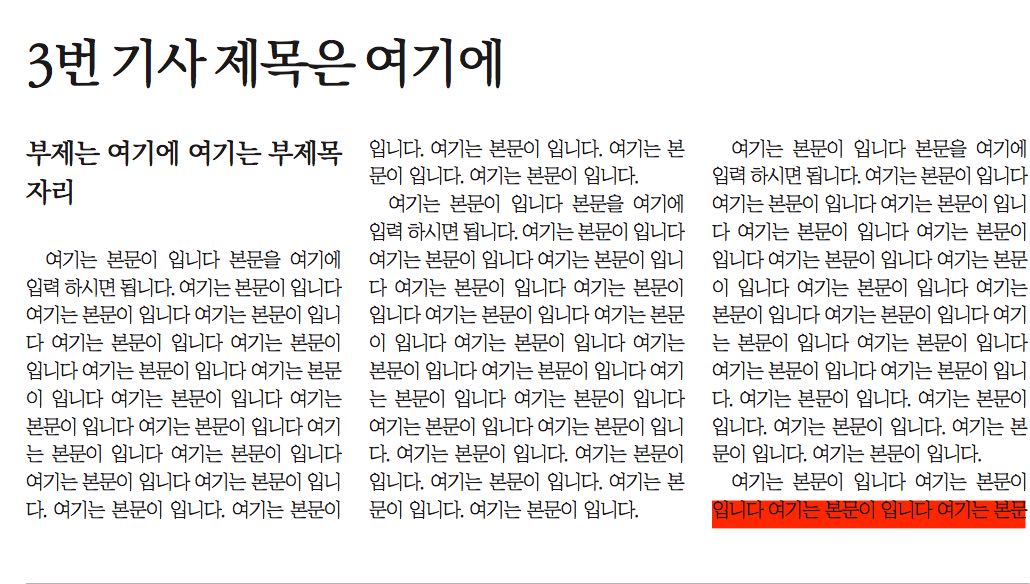 3번 기사 제목은 여기에
부제는 여기에 여기는 부제목
자리
여기는 본문이 입니다 본문을 여기에
입력 하시면 됩니다. 여기는 본문이 입니다
여기는 본문이 입니다 여기는 본문이 입니
다 여기는 본문이 입니다 여기는 본문이
입니다 여기는 본문이 입니다 여기는 본문
이 입니다 여기는 본문이 입니다 여기는
본문이 입니다 여기는 본문이 입니다 여기
는 본문이 입니다 여기는 본문이 입니다
여기는 본문이 입니다 여기는 본문이 입니
다. 여기는 본문이 입니다. 여기는 본문이
입니다. 여기는 본문이 입니다. 여기는 본
문이 입니다. 여기는 본문이 입니다.
여기는 본문이 입니다 본문을 여기에
입력 하시면 됩니다. 여기는 본문이 입니다
여기는 본문이 입니다 여기는 본문이 입니
다 여기는 본문이 입니다 여기는 본문이
입니다 여기는 본문이 입니다 여기는 본문
이 입니다 여기는 본문이 입니다 여기는
본문이 입니다 여기는 본문이 입니다 여기
는 본문이 입니다 여기는 본문이 입니다
여기는 본문이 입니다 여기는 본문이 입니
다. 여기는 본문이 입니다. 여기는 본문이
입니다. 여기는 본문이 입니다. 여기는 본
문이 입니다. 여기는 본문이 입니다.
여기는 본문이 입니다 본문을 여기에
입력 하시면 됩니다. 여기는 본문이 입니다
여기는 본문이 입니다 여기는 본문이 입니
다 여기는 본문이 입니다 여기는 본문이
입니다 여기는 본문이 입니다 여기는 본문
이 입니다 여기는 본문이 입니다 여기는
본문이 입니다 여기는 본문이 입니다 여기
는 본문이 입니다 여기는 본문이 입니다
여기는 본문이 입니다 여기는 본문이 입니
다. 여기는 본문이 입니다. 여기는 본문이
입니다. 여기는 본문이 입니다. 여기는 본
문이 입니다. 여기는 본문이 입니다.
여기는 본문이 입니다 여기는 본문이
입니다 여기는 본문이 입니다 여기는 본문